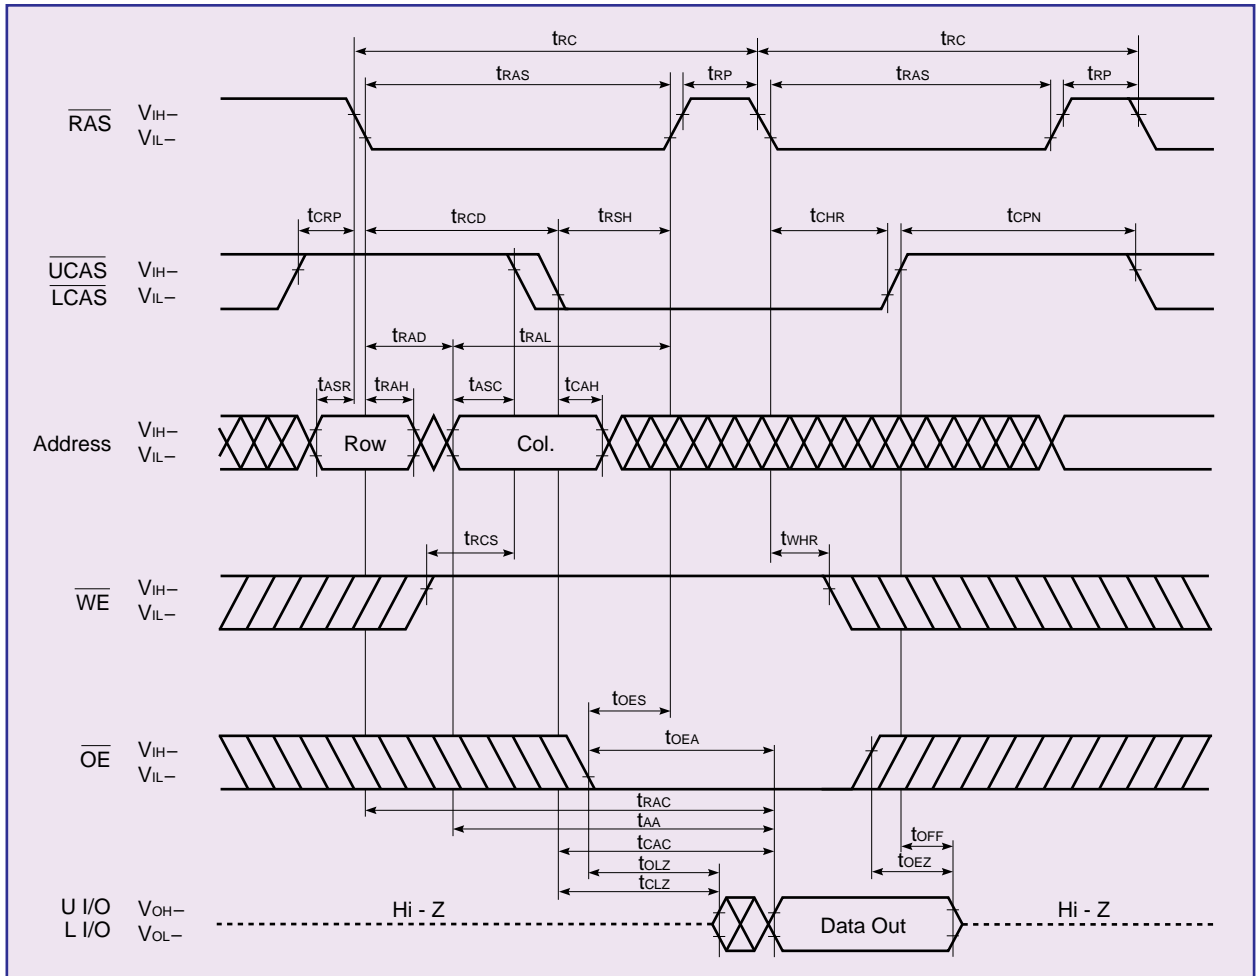 tRC tRC
tRAS tRP tRAS tRP
RAS VIH–
VIL–
tCRP tRCD tRSH tCHR tCPN
UCAS VIH–
LCAS VIL–
tRAD tRAL
tASR tRAH tASC tCAH
Address VIH–
VIL–
Row Col.
tRCS tWHR
WE VIH–
VIL–
tOES
tOEA
OE VIH–
VIL–
tRAC
tAA
tCAC tOFF
tOLZ tOEZ
tCLZ
U I/O VOH–
L I/O VOL–
Hi - Z Data Out Hi - Z